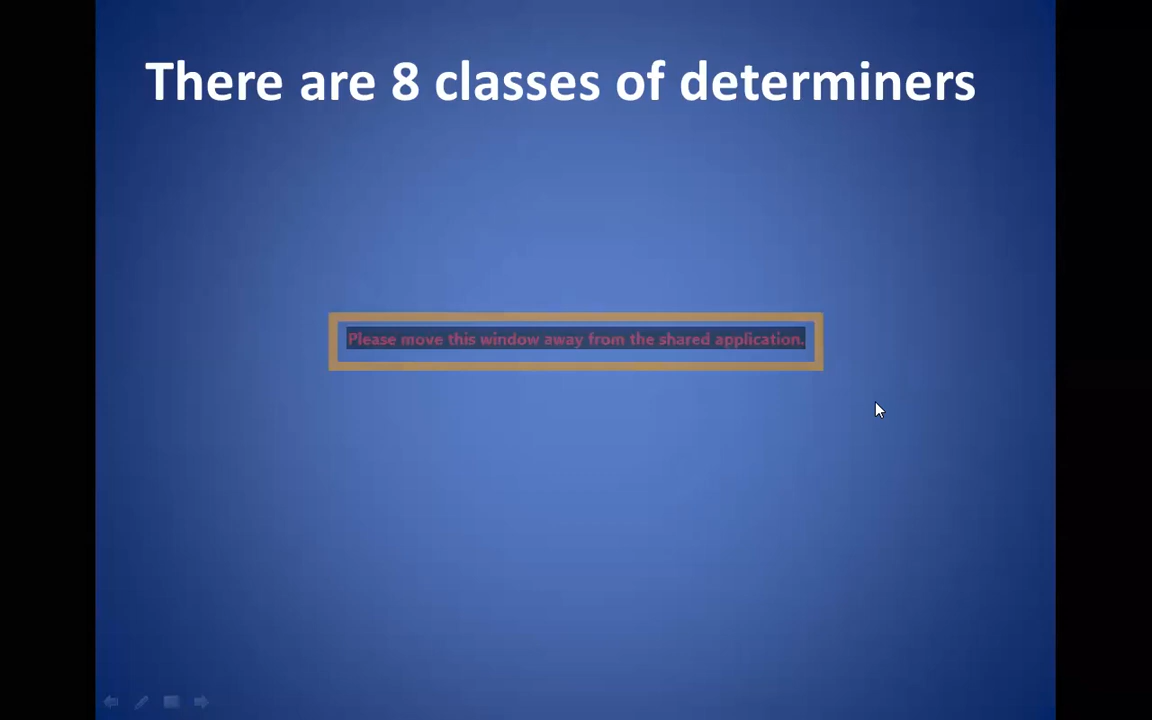 There are 8 classes of determiners
Please move this window away from the shared application.